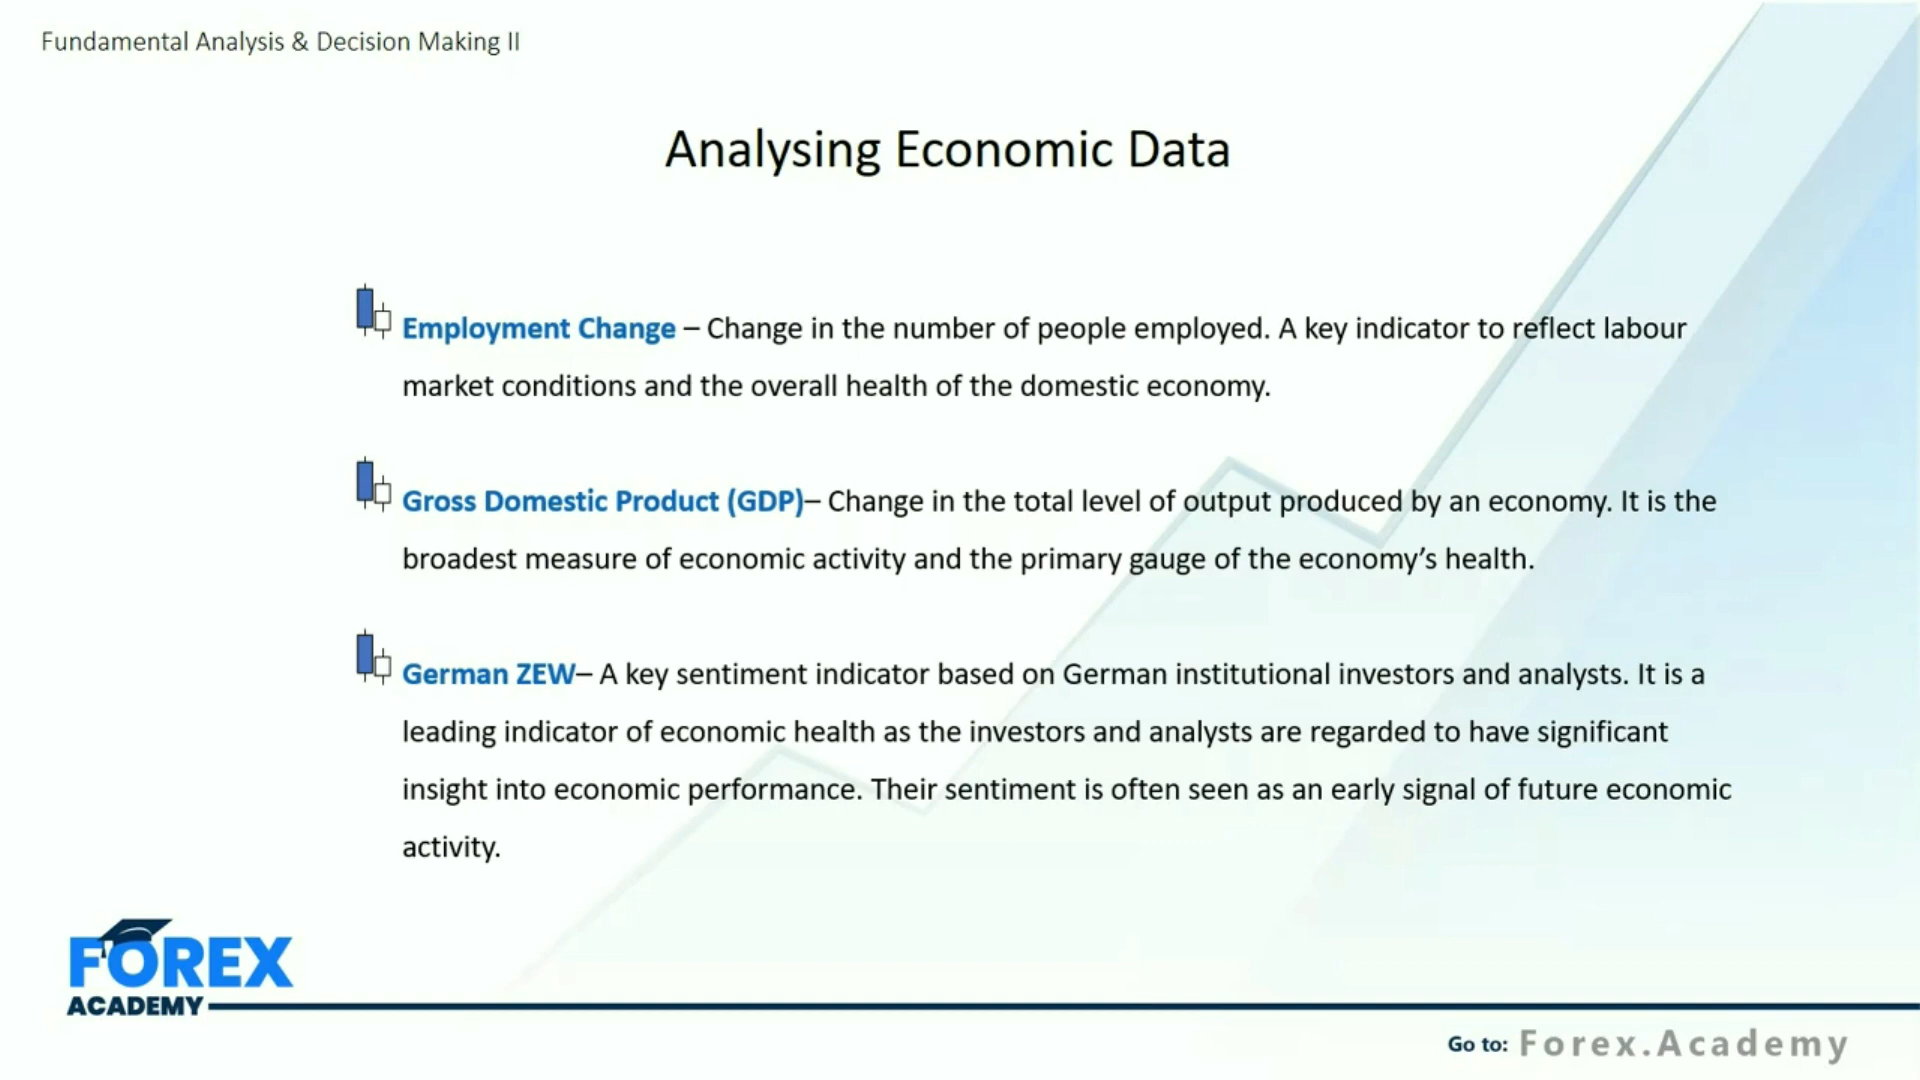 Fundamental Analysis & Decision Making II
Analysing Economic Data
Employment Change – Change in the number of people employed. A key indicator to reflect labour
market conditions and the overall health of the domestic economy.
Gross Domestic Product (GDP)– Change in the total level of output produced by an economy. It is the
broadest measure of economic activity and the primary gauge of the economy’s health.
German ZEW– A key sentiment indicator based on German institutional investors and analysts. It is a
leading indicator of economic health as the investors and analysts are regarded to have significant
insight into economic performance. Their sentiment is often seen as an early signal of future economic
activity.
FOREX
ACADEMY
Go to: Forex.Academy